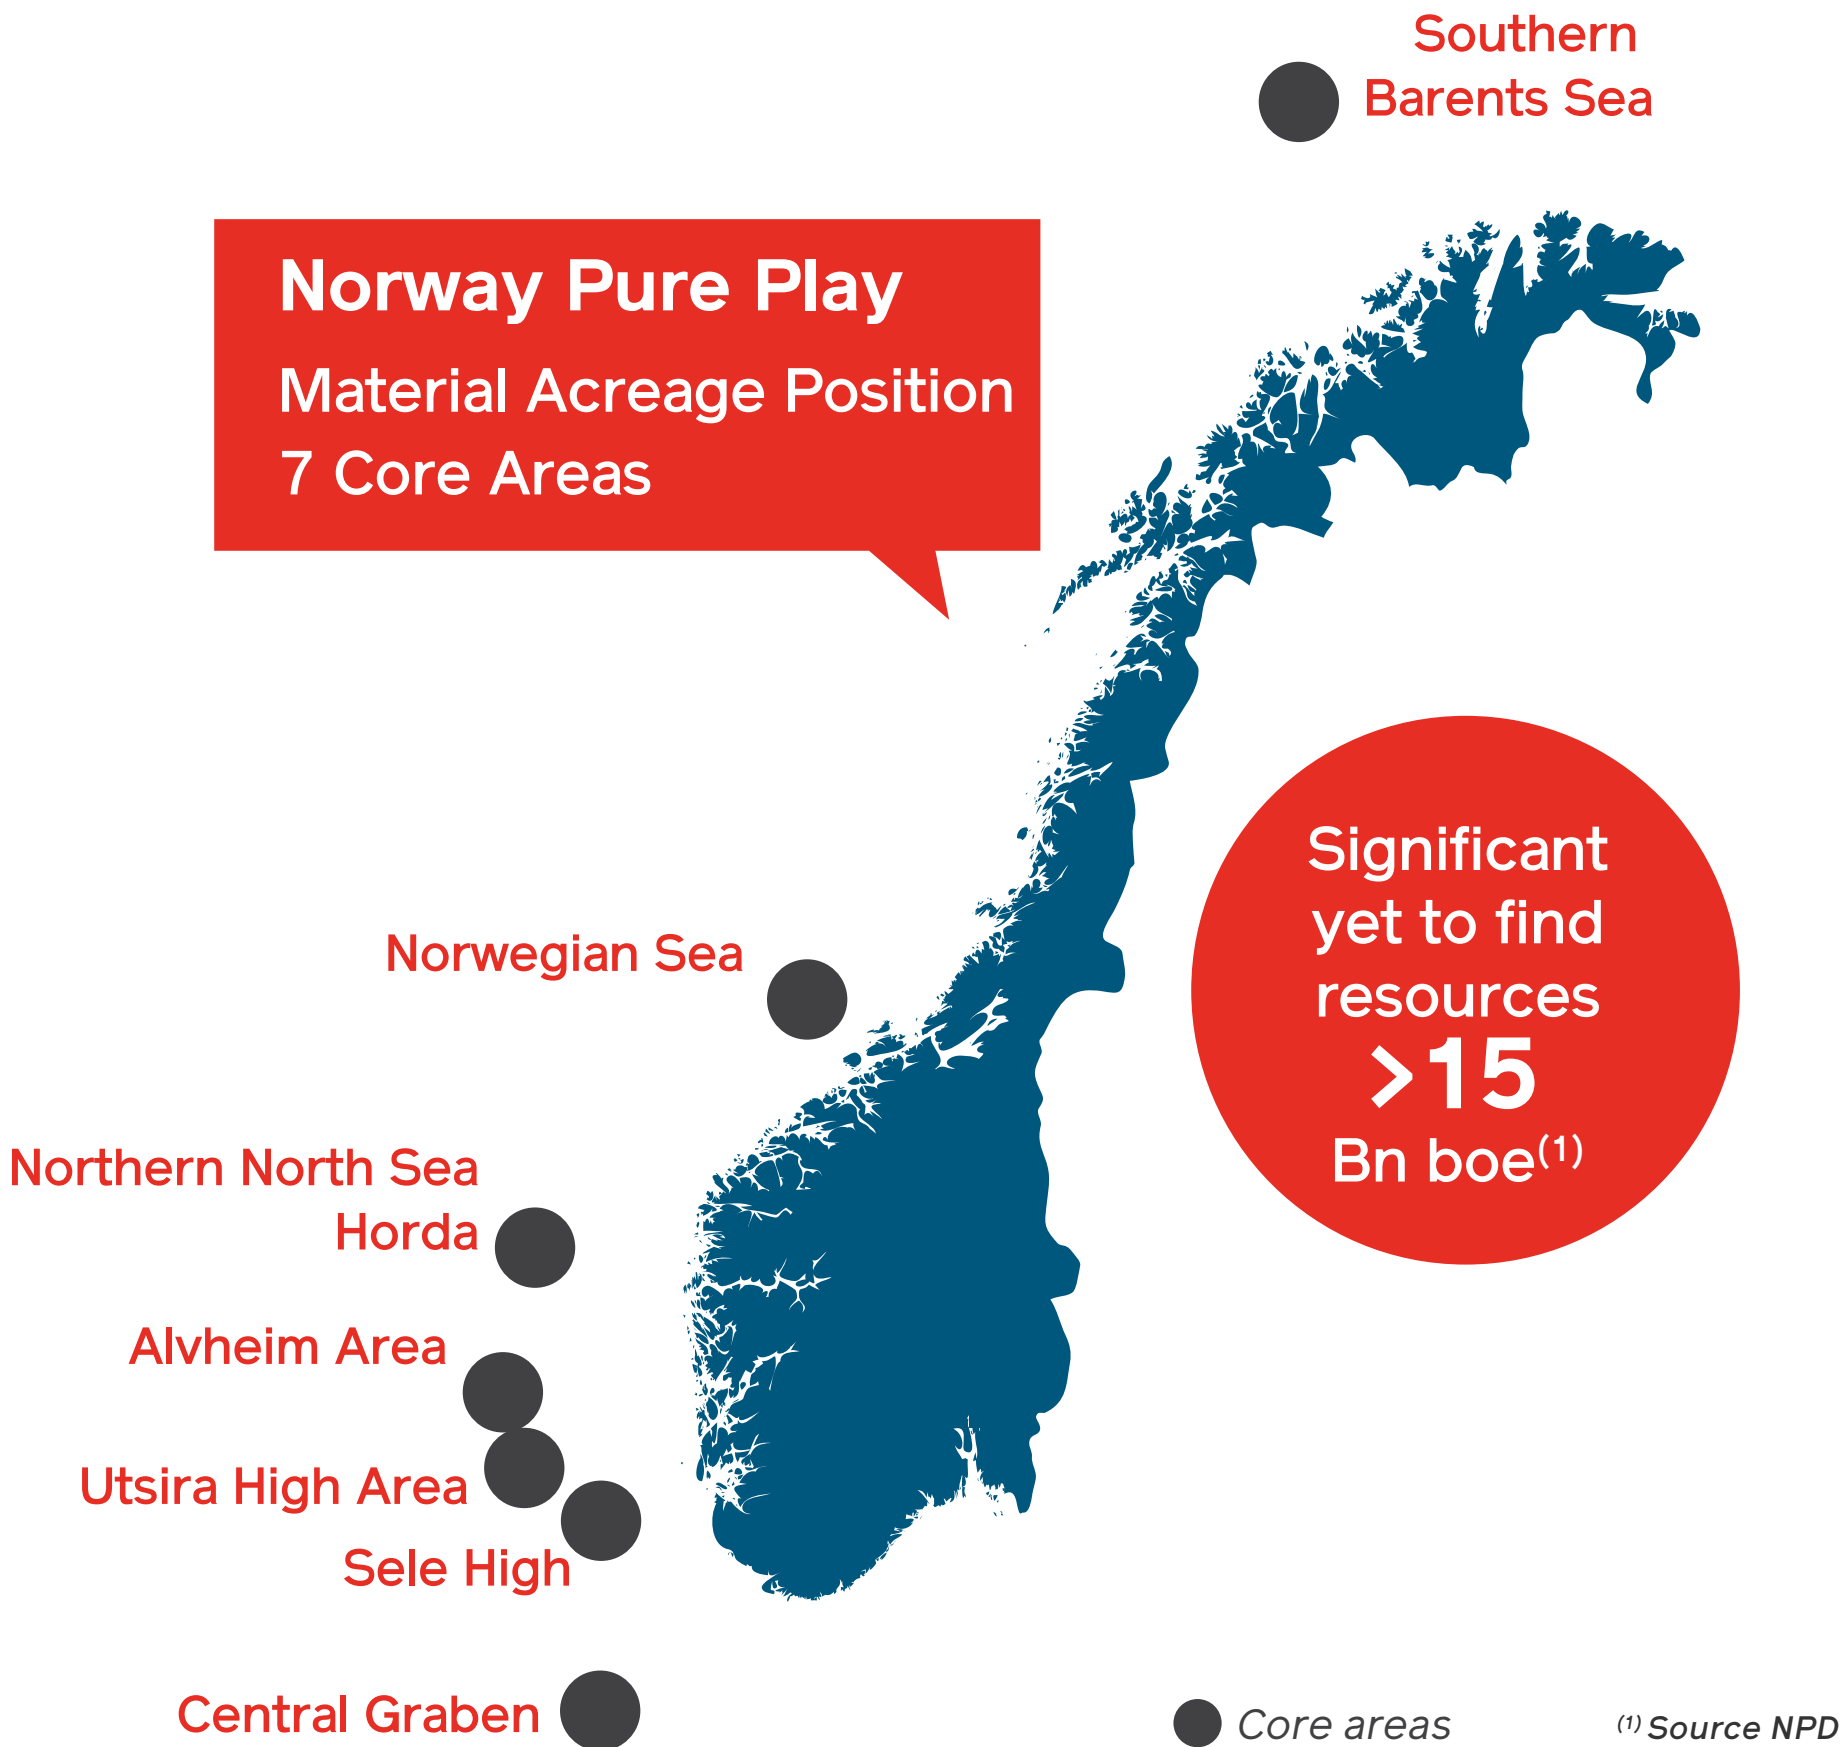 Southern
Barents Sea
Norway Pure Play
Material Acreage Position
7 Core Areas
Significant
yet to find
resources
>15
Bn boe(1)
Norwegian Sea
Northern North Sea
Horda
Alvheim Area
Utsira High Area
Sele High
Central Graben
Core areas
(1) Source NPD